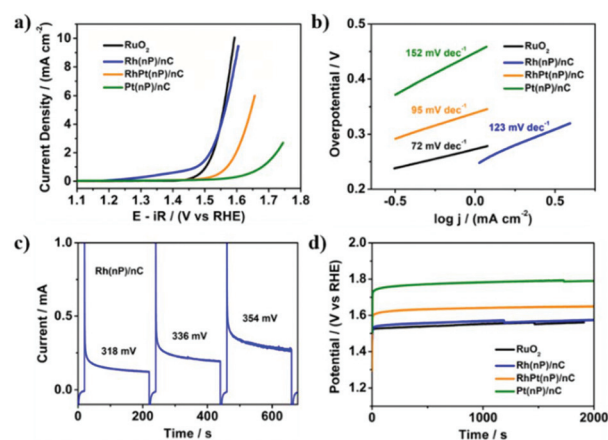 a)
Current Density / (mA cm⁻²)
10
8
6
4
2
0
RuO₂
Rh(nP)/nC
RhPt(nP)/nC
Pt(nP)/nC
1.1 1.2 1.3 1.4 1.5 1.6 1.7 1.8
E - iR / (V vs RHE)
b)
Overpotential / V
0.6
0.5
0.3
0.2
RuO₂
Rh(nP)/nC
RhPt(nP)/nC
Pt(nP)/nC
152 mV dec⁻¹
95 mV dec⁻¹
123 mV dec⁻¹
72 mV dec⁻¹
-0.5 0.0 0.5 1.0
log j / (mA cm⁻²)
c)
Current / mA
1.0
0.5
0.0
Rh(nP)/nC
318 mV
336 mV
354 mV
0 200 400 600
Time / s
d)
Potential / (V vs RHE)
2.0
1.8
1.6
1.4
1.2
RuO₂
Rh(nP)/nC
RhPt(nP)/nC
Pt(nP)/nC
0 1000 2000
Time / s